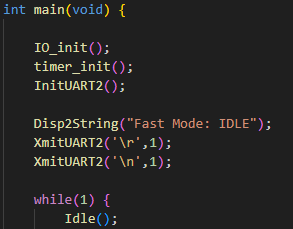 int main(void) {
IO_init();
timer_init();
InitUART2();
Disp2String("Fast Mode: IDLE");
XmitUART2('\r',1);
XmitUART2('\n',1);
while(1) {
Idle();